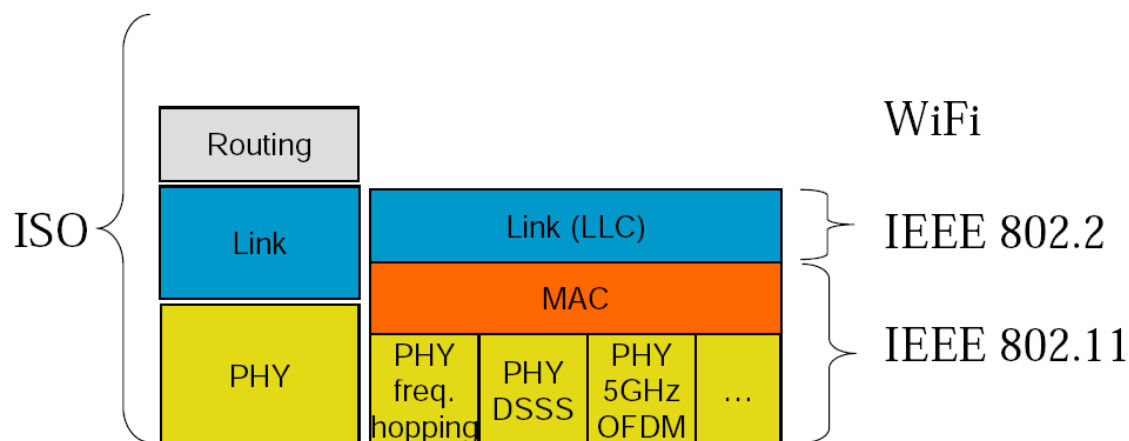 ISO
Routing
Link
PHY
Link (LLC)
MAC
PHY
freq.
hopping
PHY
DSSS
PHY
5GHz
OFDM
...
WiFi
IEEE 802.2
IEEE 802.11